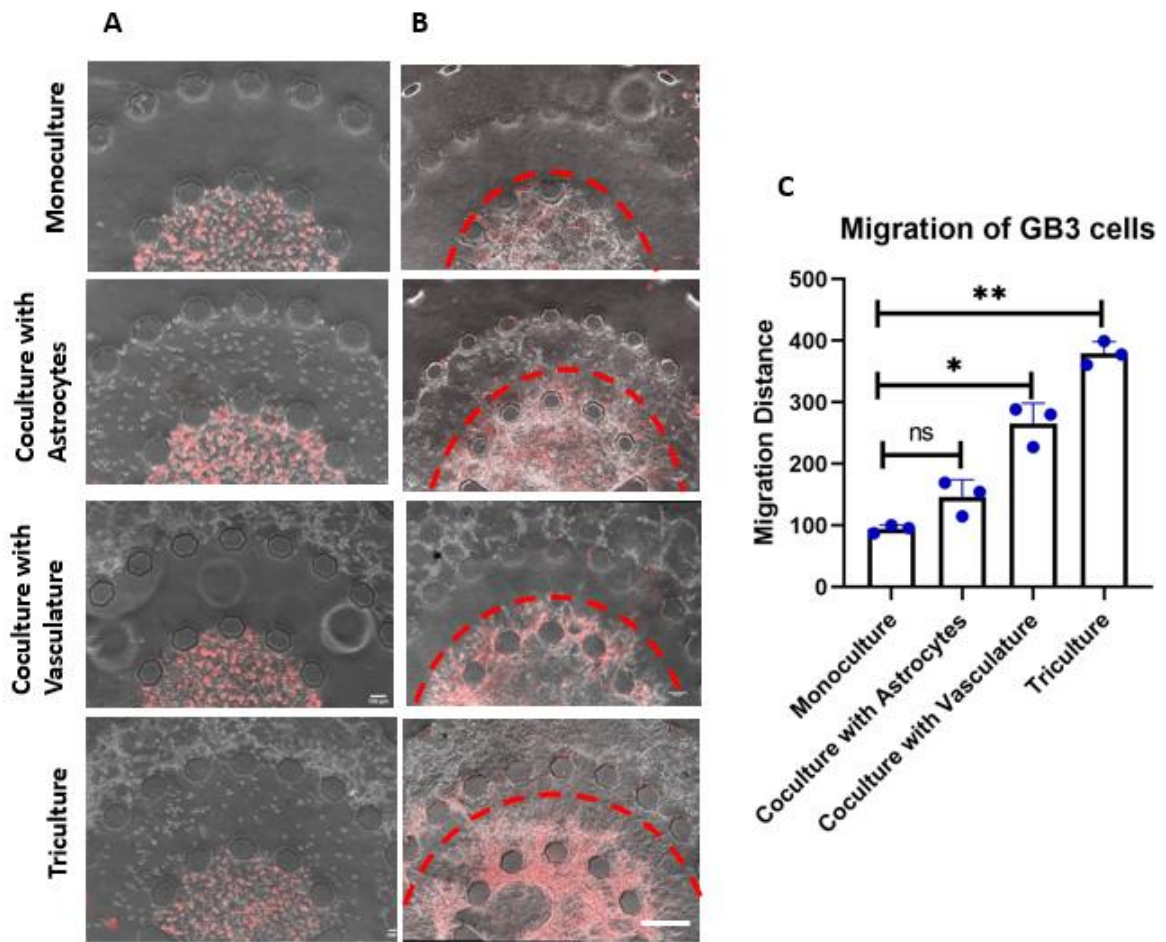 A
B
Monoculture
Coculture with
Astrocytes
Coculture with
Vasculature
Triculture
C
Migration of GB3 cells
Migration Distance
500
400
300
200
100
0
**
*
ns
Monoculture
Coculture with Astrocytes
Coculture with Vasculature
Triculture